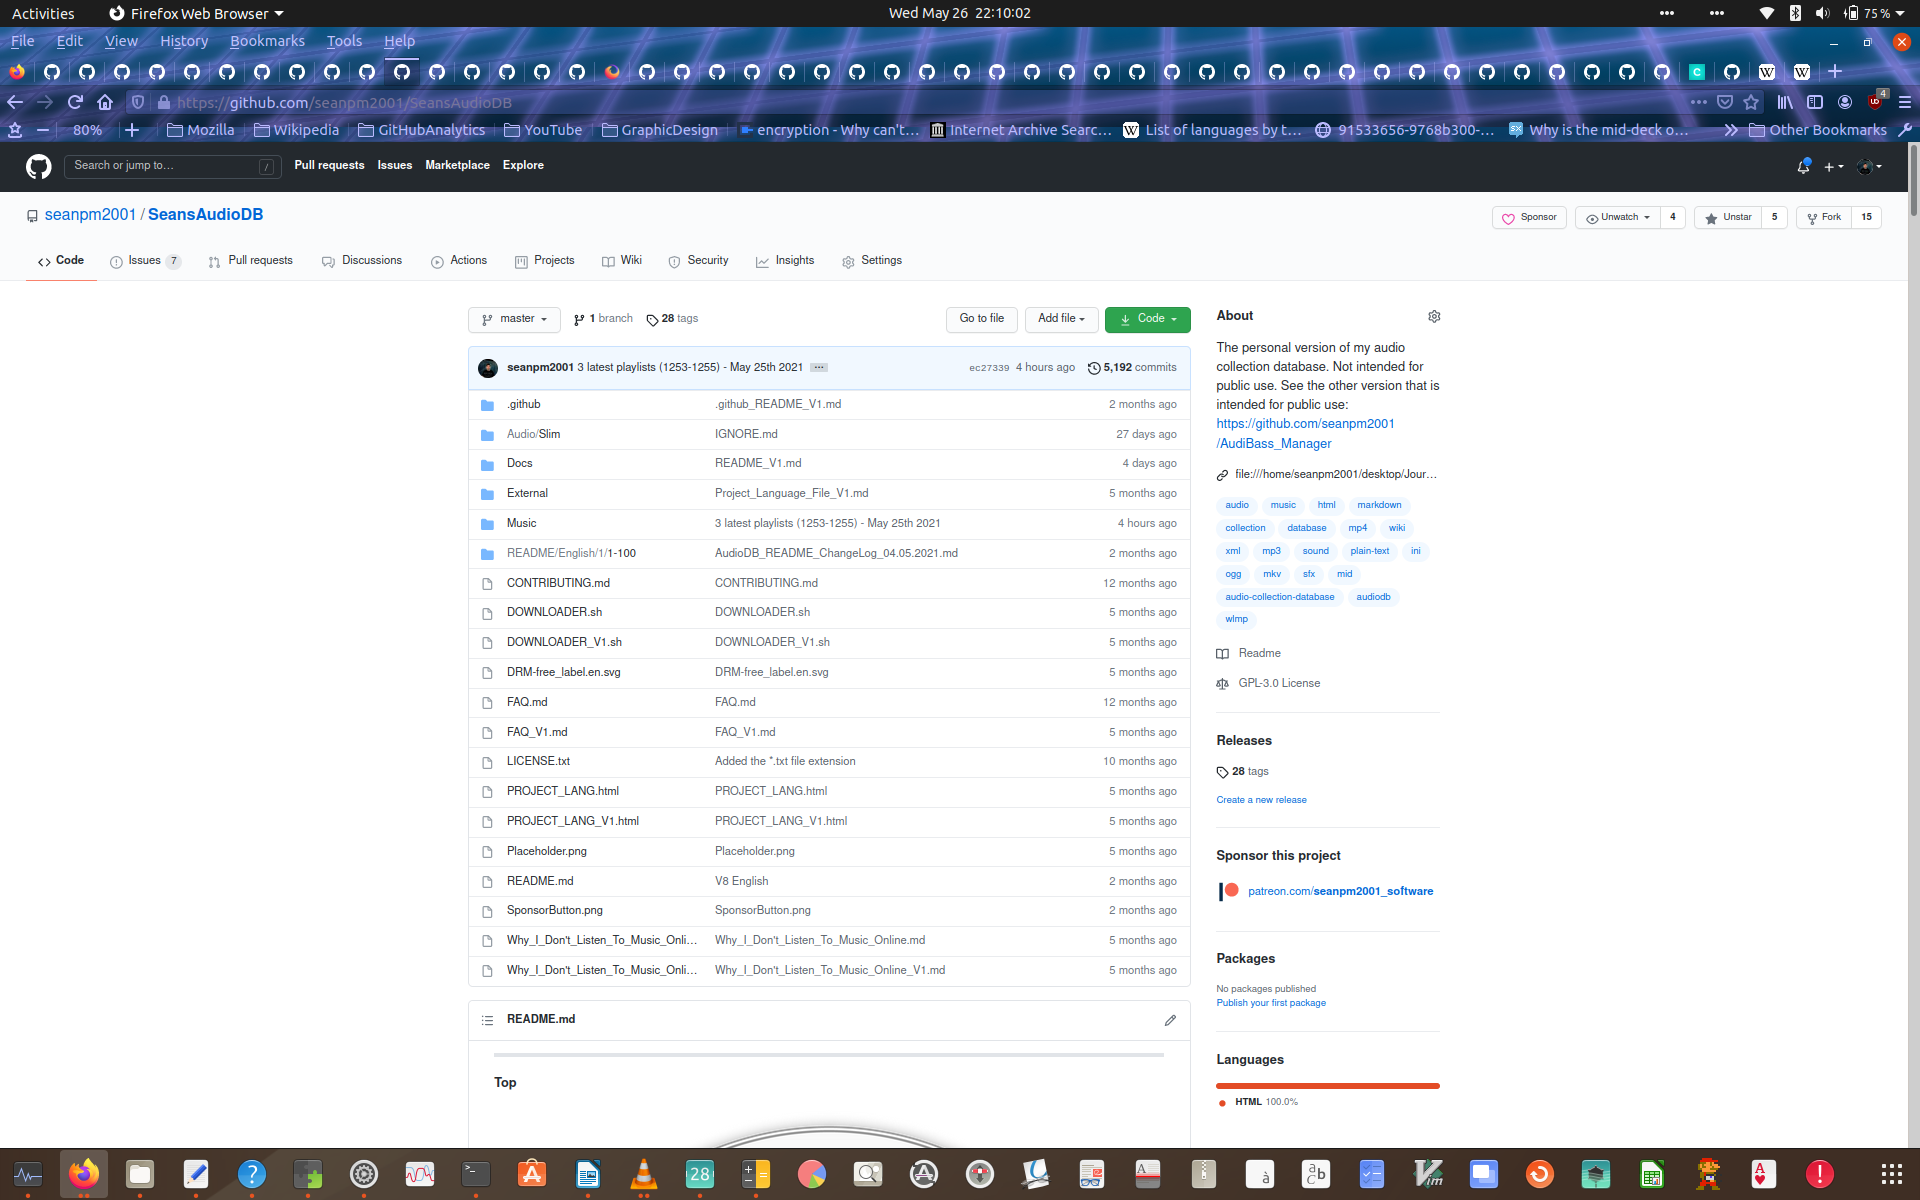 Activities Firefox Web Browser Wed May 26 22:10:02 75 %
File Edit View History Bookmarks Tools Help
https://github.com/seanpm2001/SeansAudioDB 4
80% Mozilla Wikipedia GitHubAnalytics YouTube GraphicDesign encryption - Why can't... Internet Archive Searc... List of languages by t... 91533656-9768b300-... Why is the mid-deck o... Other Bookmarks
Search or jump to... / Pull requests Issues Marketplace Explore
seanpm2001 / SeansAudioDB Sponsor Unwatch 4 Unstar 5 Fork 15
Code Issues 7 Pull requests Discussions Actions Projects Wiki Security Insights Settings
master 1 branch 28 tags Go to file Add file Code
seanpm2001 3 latest playlists (1253-1255) - May 25th 2021 ... ec27339 4 hours ago 5,192 commits
.github .github_README_V1.md 2 months ago
Audio/Slim IGNORE.md 27 days ago
Docs README_V1.md 4 days ago
External Project_Language_File_V1.md 5 months ago
Music 3 latest playlists (1253-1255) - May 25th 2021 4 hours ago
README/English/1/1-100 AudioDB_README_ChangeLog_04.05.2021.md 2 months ago
CONTRIBUTING.md CONTRIBUTING.md 12 months ago
DOWNLOADER.sh DOWNLOADER.sh 5 months ago
DOWNLOADER_V1.sh DOWNLOADER_V1.sh 5 months ago
DRM-free_label.en.svg DRM-free_label.en.svg 5 months ago
FAQ.md FAQ.md 12 months ago
FAQ_V1.md FAQ_V1.md 5 months ago
LICENSE.txt Added the *.txt file extension 10 months ago
PROJECT_LANG.html PROJECT_LANG.html 5 months ago
PROJECT_LANG_V1.html PROJECT_LANG_V1.html 5 months ago
Placeholder.png Placeholder.png 5 months ago
README.md V8 English 2 months ago
SponsorButton.png SponsorButton.png 2 months ago
Why_I_Don't_Listen_To_Music_Onli... Why_I_Don't_Listen_To_Music_Online.md 5 months ago
Why_I_Don't_Listen_To_Music_Onli... Why_I_Don't_Listen_To_Music_Online_V1.md 5 months ago
README.md
Top
About
The personal version of my audio
collection database. Not intended for
public use. See the other version that is
intended for public use:
https://github.com/seanpm2001
/AudiBass_Manager
file:///home/seanpm2001/desktop/Jour...
audio music html markdown
collection database mp4 wiki
xml mp3 sound plain-text ini
ogg mkv sfx mid
audio-collection-database audiodb
wlmp
Readme
GPL-3.0 License
Releases
28 tags
Create a new release
Sponsor this project
patreon.com/seanpm2001_software
Packages
No packages published
Publish your first package
Languages
HTML 100.0%
28